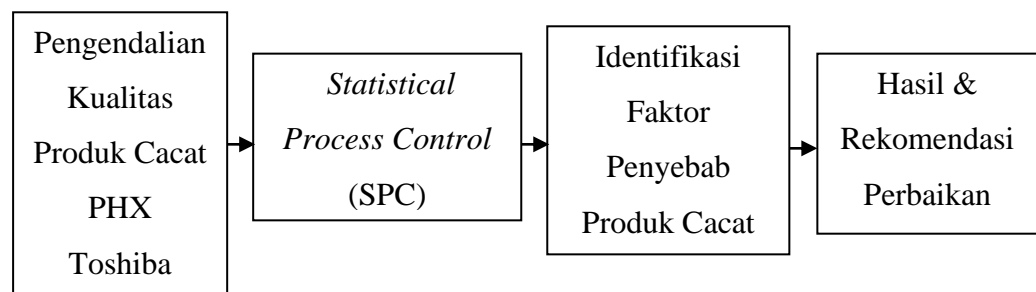 Pengendalian
Kualitas
Produk Cacat
PHX
Toshiba
Statistical
Process Control
(SPC)
Identifikasi
Faktor
Penyebab
Produk Cacat
Hasil &
Rekomendasi
Perbaikan